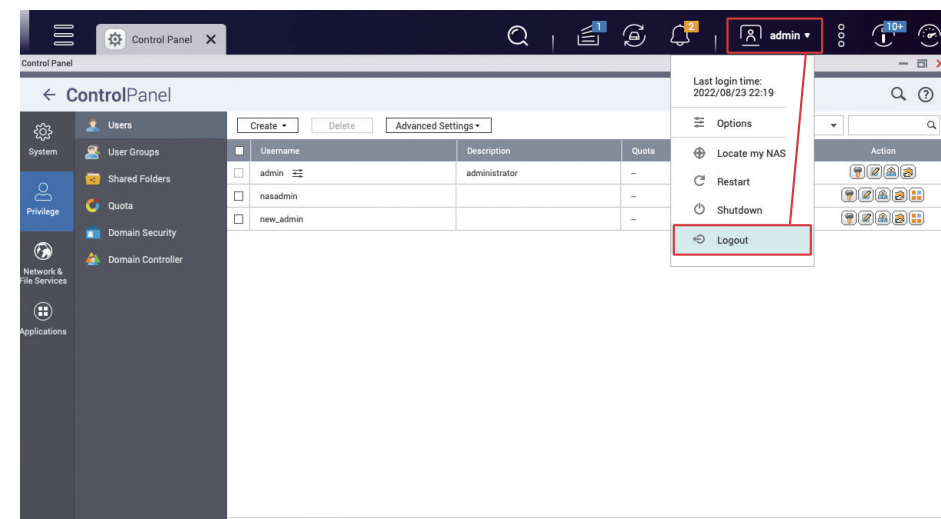 Control Panel
1
2
admin
10+
Control Panel
ControlPanel
Last login time:
2022/08/23 22:19
Options
Locate my NAS
Restart
Shutdown
Logout
System
Privilege
Network &
File Services
Applications
Users
User Groups
Shared Folders
Quota
Domain Security
Domain Controller
Create
Delete
Advanced Settings
Username
Description
Quota
Action
admin
administrator
--
nasadmin
--
new_admin
--